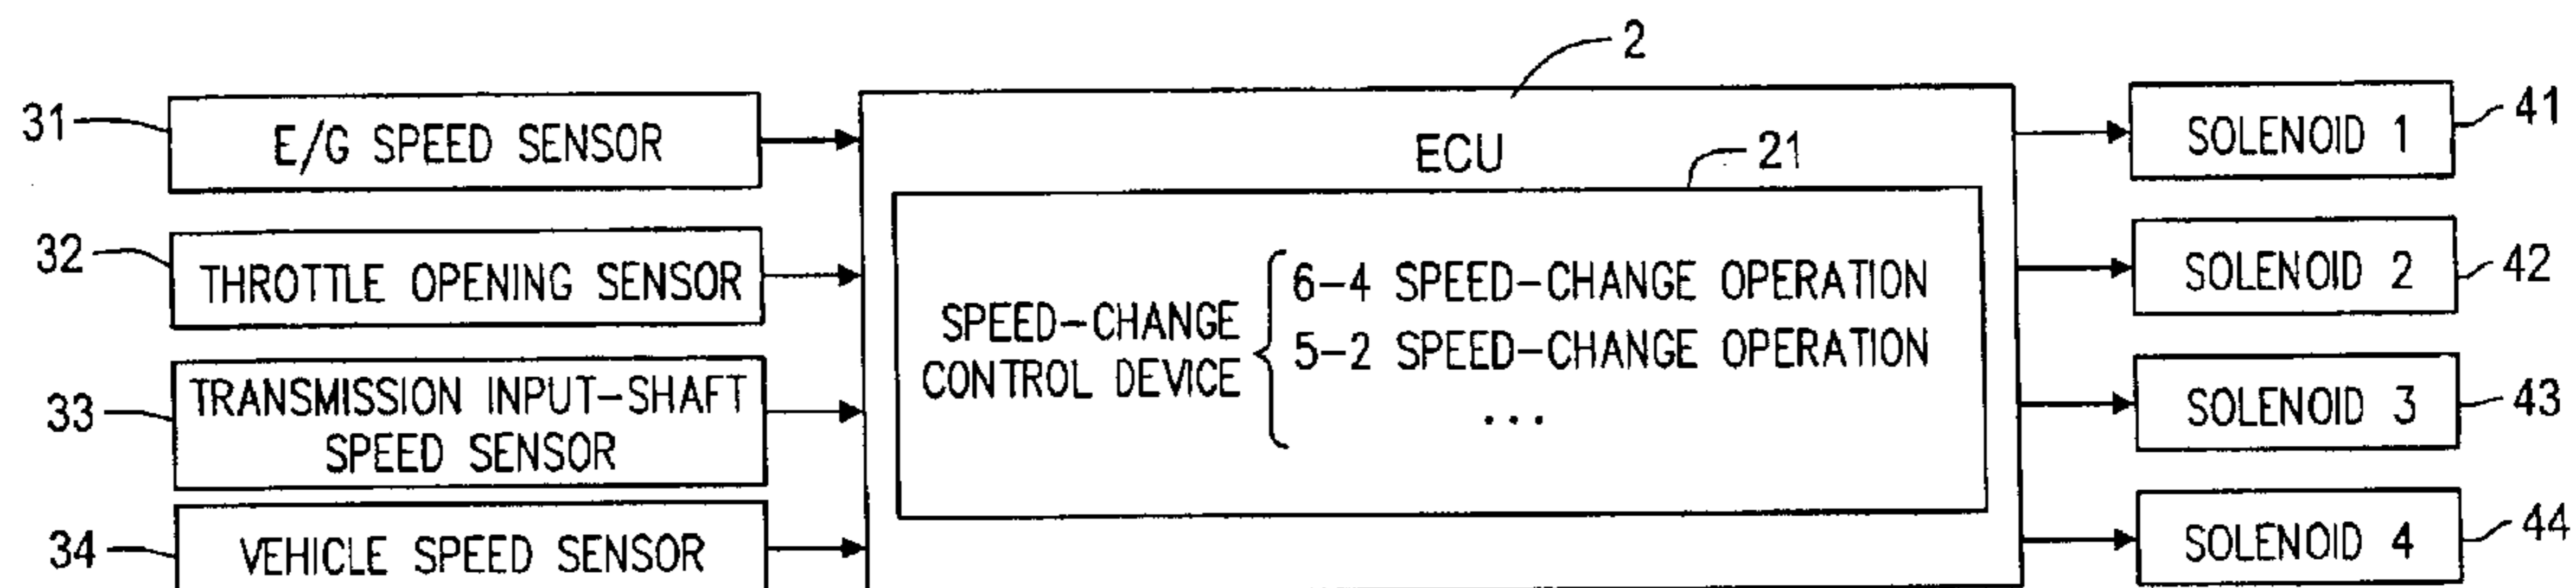 2
31
E/G SPEED SENSOR
ECU
21
SOLENOID 1
41
32
THROTTLE OPENING SENSOR
SPEED-CHANGE
CONTROL DEVICE
6-4 SPEED-CHANGE OPERATION
5-2 SPEED-CHANGE OPERATION
...
SOLENOID 2
42
33
TRANSMISSION INPUT-SHAFT
SPEED SENSOR
SOLENOID 3
43
34
VEHICLE SPEED SENSOR
SOLENOID 4
44